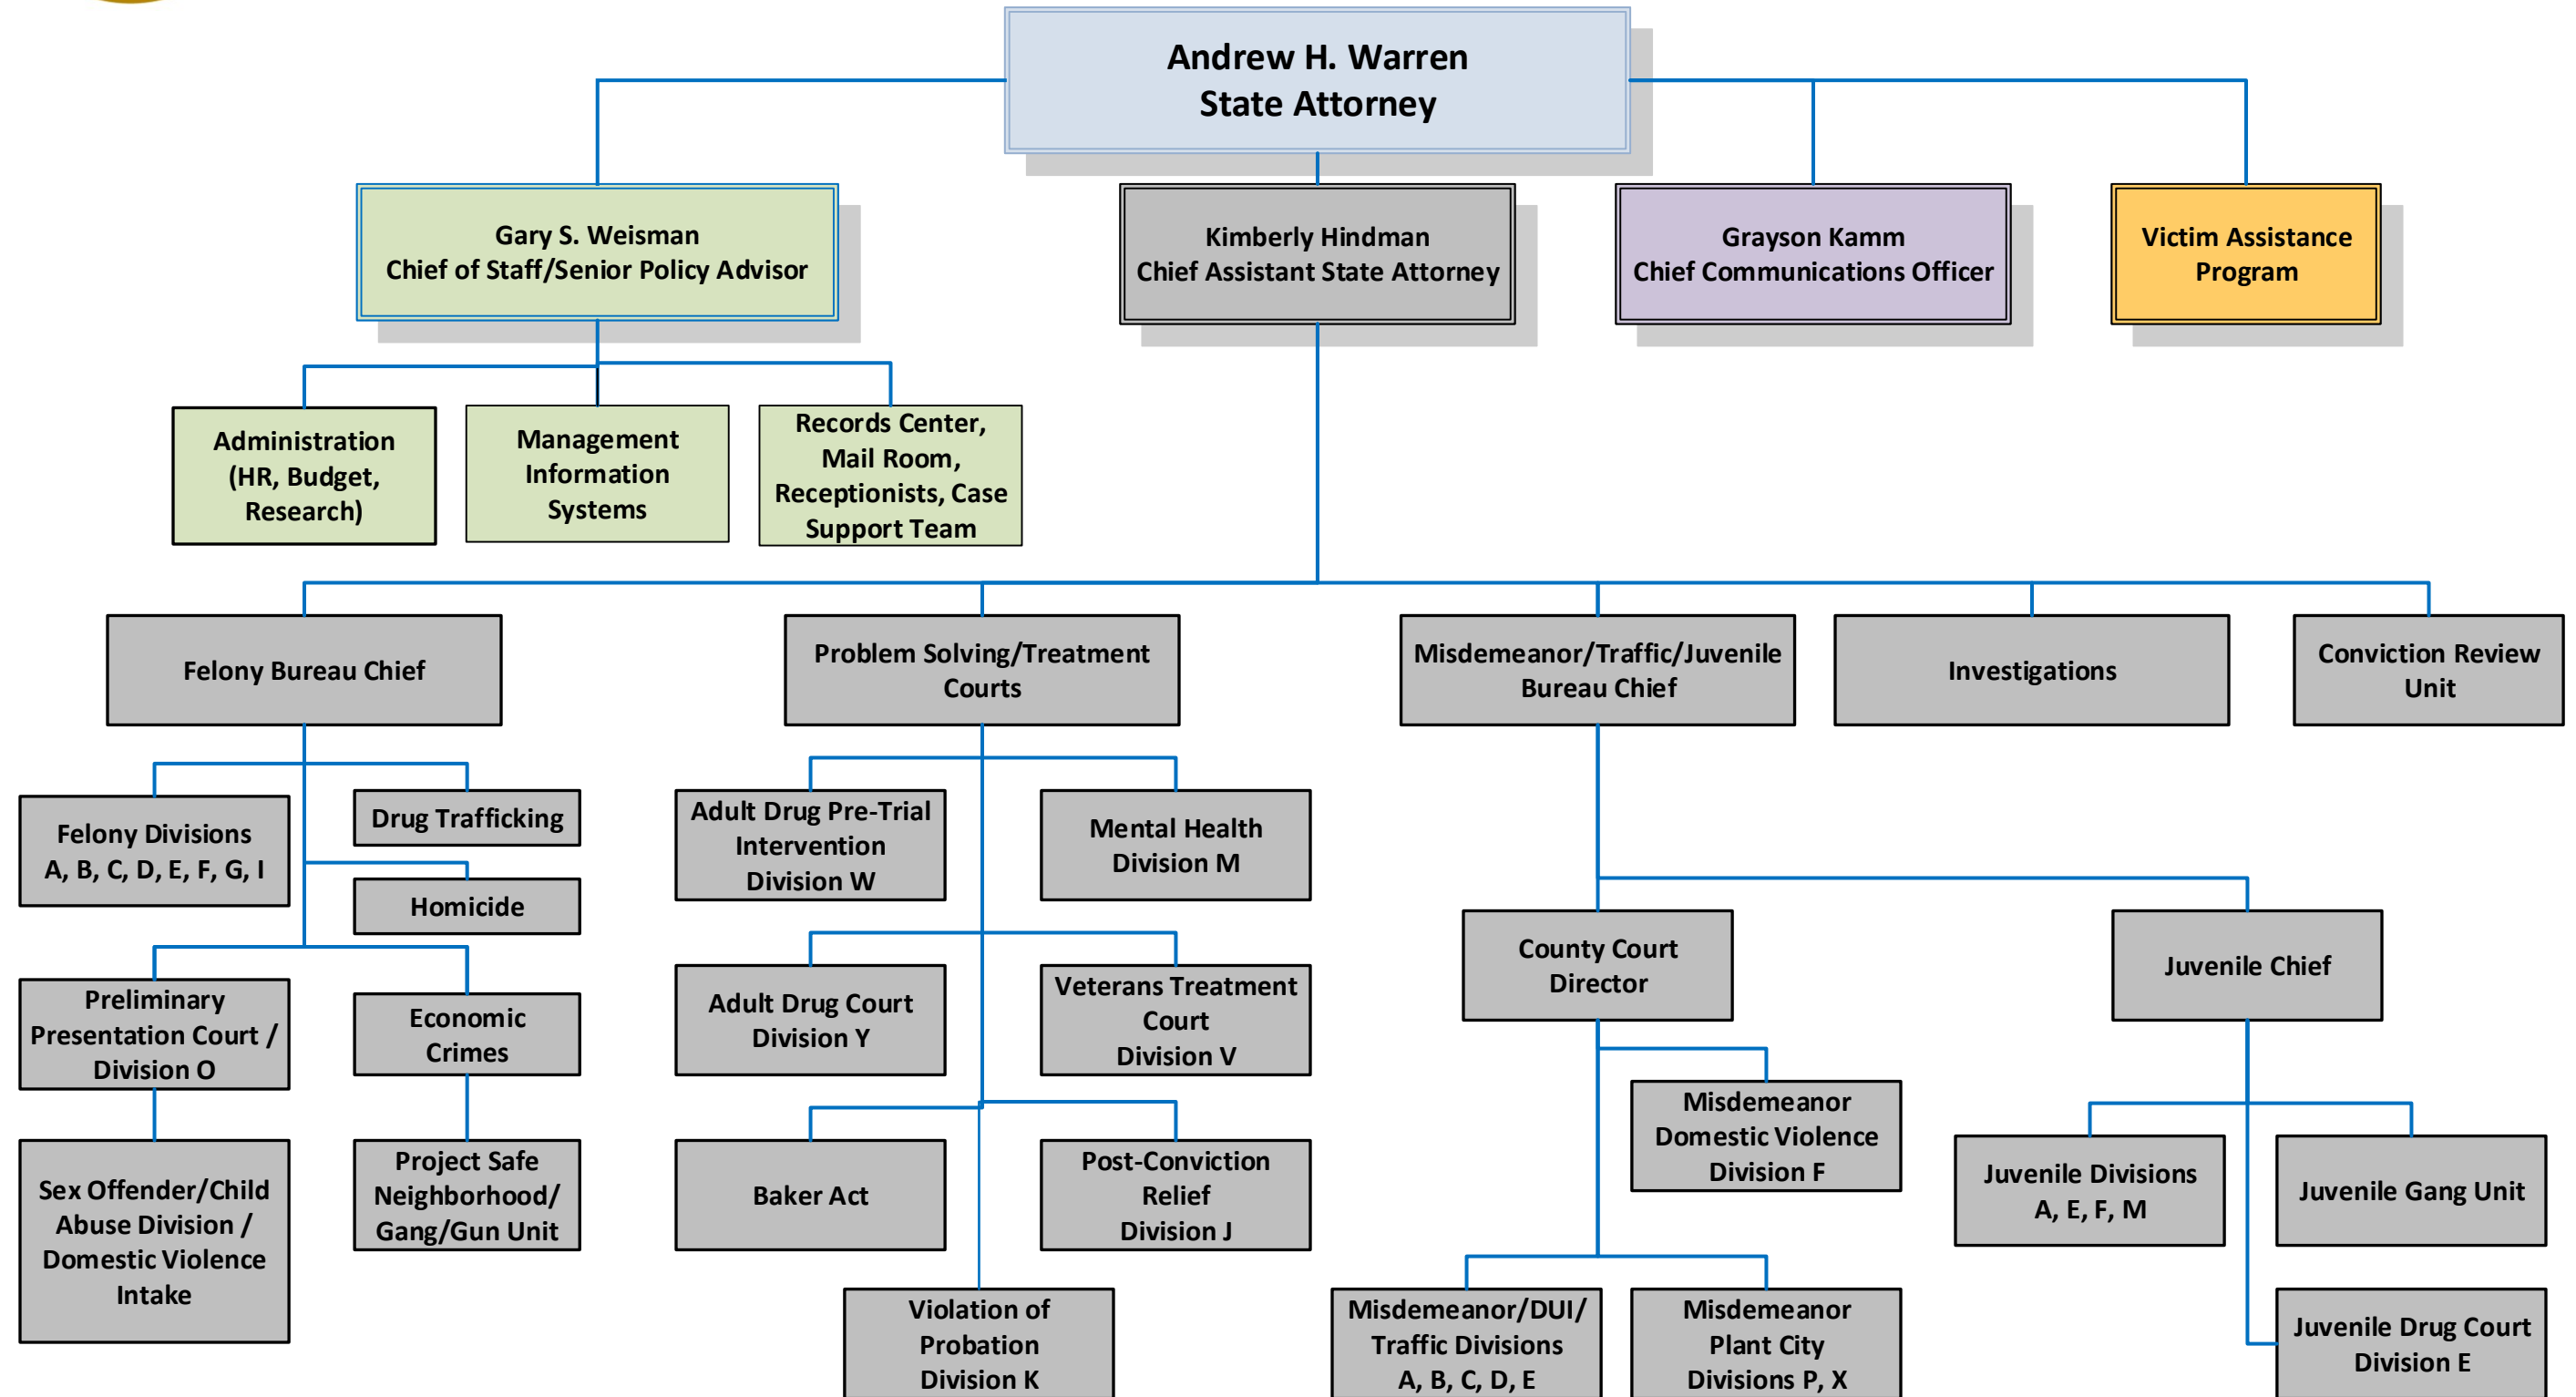 Andrew H. Warren
State Attorney
Gary S. Weisman
Chief of Staff/Senior Policy Advisor
Kimberly Hindman
Chief Assistant State Attorney
Grayson Kamm
Chief Communications Officer
Victim Assistance
Program
Administration
(HR, Budget,
Research)
Management
Information
Systems
Records Center,
Mail Room,
Receptionists, Case
Support Team
Felony Bureau Chief
Problem Solving/Treatment
Courts
Misdemeanor/Traffic/Juvenile
Bureau Chief
Investigations
Conviction Review
Unit
Felony Divisions
A, B, C, D, E, F, G, I
Drug Trafficking
Homicide
Preliminary
Presentation Court /
Division O
Economic
Crimes
Sex Offender/Child
Abuse Division /
Domestic Violence
Intake
Project Safe
Neighborhood/
Gang/Gun Unit
Adult Drug Pre-Trial
Intervention
Division W
Mental Health
Division M
Adult Drug Court
Division Y
Veterans Treatment
Court
Division V
Baker Act
Post-Conviction
Relief
Division J
Violation of
Probation
Division K
County Court
Director
Juvenile Chief
Misdemeanor
Domestic Violence
Division F
Misdemeanor/DUI/
Traffic Divisions
A, B, C, D, E
Misdemeanor
Plant City
Divisions P, X
Juvenile Divisions
A, E, F, M
Juvenile Gang Unit
Juvenile Drug Court
Division E